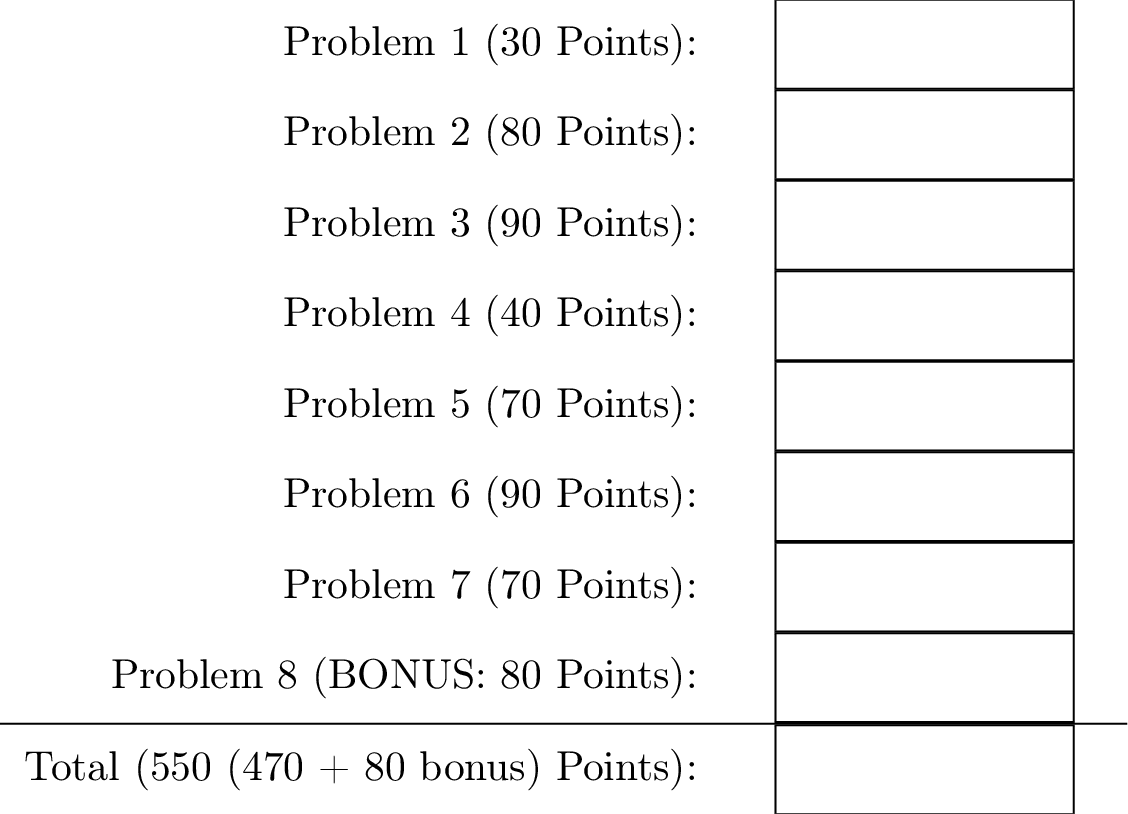 Problem 1 (30 Points):
Problem 2 (80 Points):
Problem 3 (90 Points):
Problem 4 (40 Points):
Problem 5 (70 Points):
Problem 6 (90 Points):
Problem 7 (70 Points):
Problem 8 (BONUS: 80 Points):
Total (550 (470 + 80 bonus) Points):